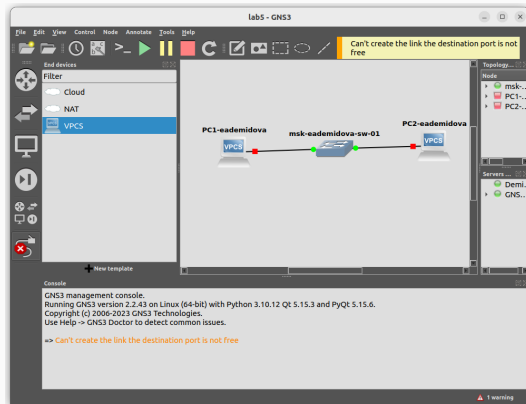 lab5 - GNS3
File Edit View Control Node Annotate Tools Help
Can't create the link the destination port is not
free
End devices
Filter
Cloud
NAT
VPCS
New template
PC1-eademidova
VPCS
msk-eademidova-sw-01
PC2-eademidova
VPCS
Topology...
Node
msk-...
PC1-...
PC2-...
Servers ...
Demi...
GNS...
Console
GNS3 management console.
Running GNS3 version 2.2.43 on Linux (64-bit) with Python 3.10.12 Qt 5.15.3 and PyQt 5.15.6.
Copyright (c) 2006-2023 GNS3 Technologies.
Use Help -> GNS3 Doctor to detect common issues.
=> Can't create the link the destination port is not free
1 warning